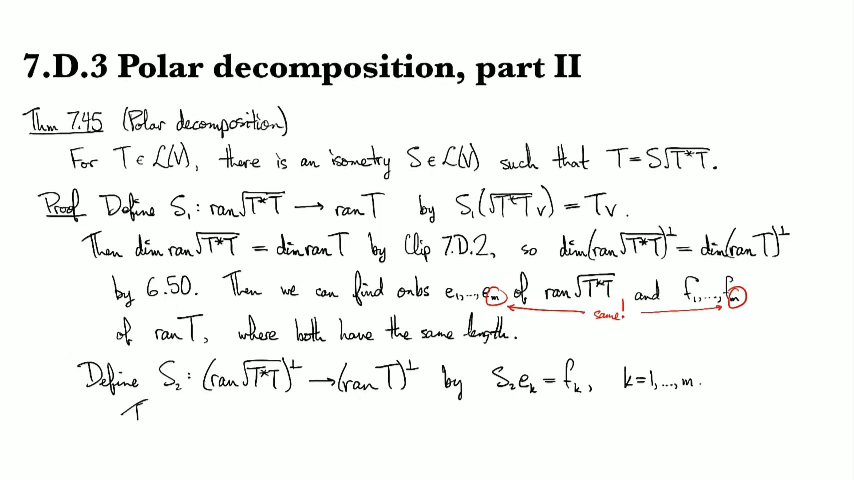 7.D.3 Polar decomposition, part II
Thm 7.45 (Polar decomposition)
For T ∈ L(V), there is an isometry S ∈ L(V) such that T = S√T*T.
Proof Define S₁ : ran√T*T → ran T by S₁(√T*T v) = Tv.
Then dim ran√T*T = dim ran T by Clip 7.D.2, so dim(ran√T*T)^⊥ = dim(ran T)^⊥
by 6.50. Then we can find onbs e₁,...,eₘ of ran√T*T and f₁,...,fₘ
same!
of ran T, where both have the same length.
Define S₂ : (ran√T*T)^⊥ → (ran T)^⊥ by S₂eₖ = fₖ, k=1,...,m.
T